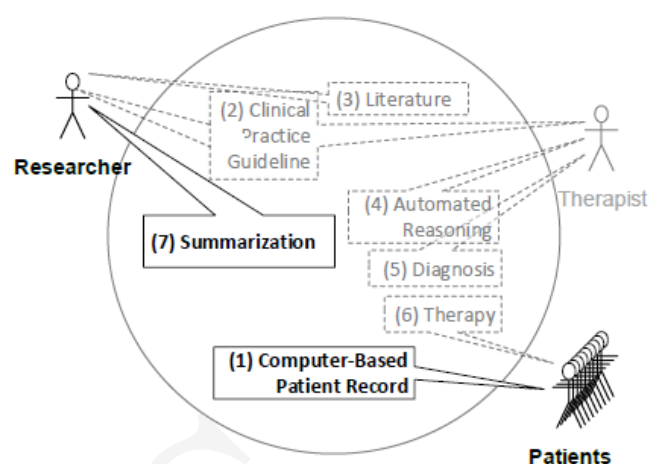 (3) Literature
(2) Clinical
Practice
Guideline
Researcher
Therapist
(4) Automated
Reasoning
(7) Summarization
(5) Diagnosis
(6) Therapy
(1) Computer-Based
Patient Record
Patients